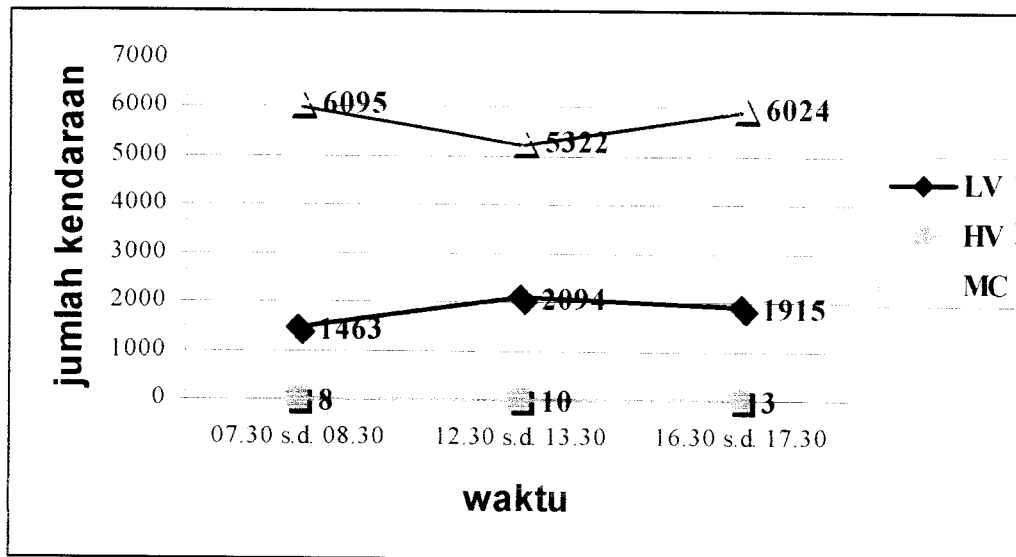 jumlah kendaraan
7000
6000
5000
4000
3000
2000
1000
0
6095
5322
6024
1463
2094
1915
8
10
3
07.30 s.d. 08.30
12.30 s.d. 13.30
16.30 s.d. 17.30
waktu
LV
HV
MC